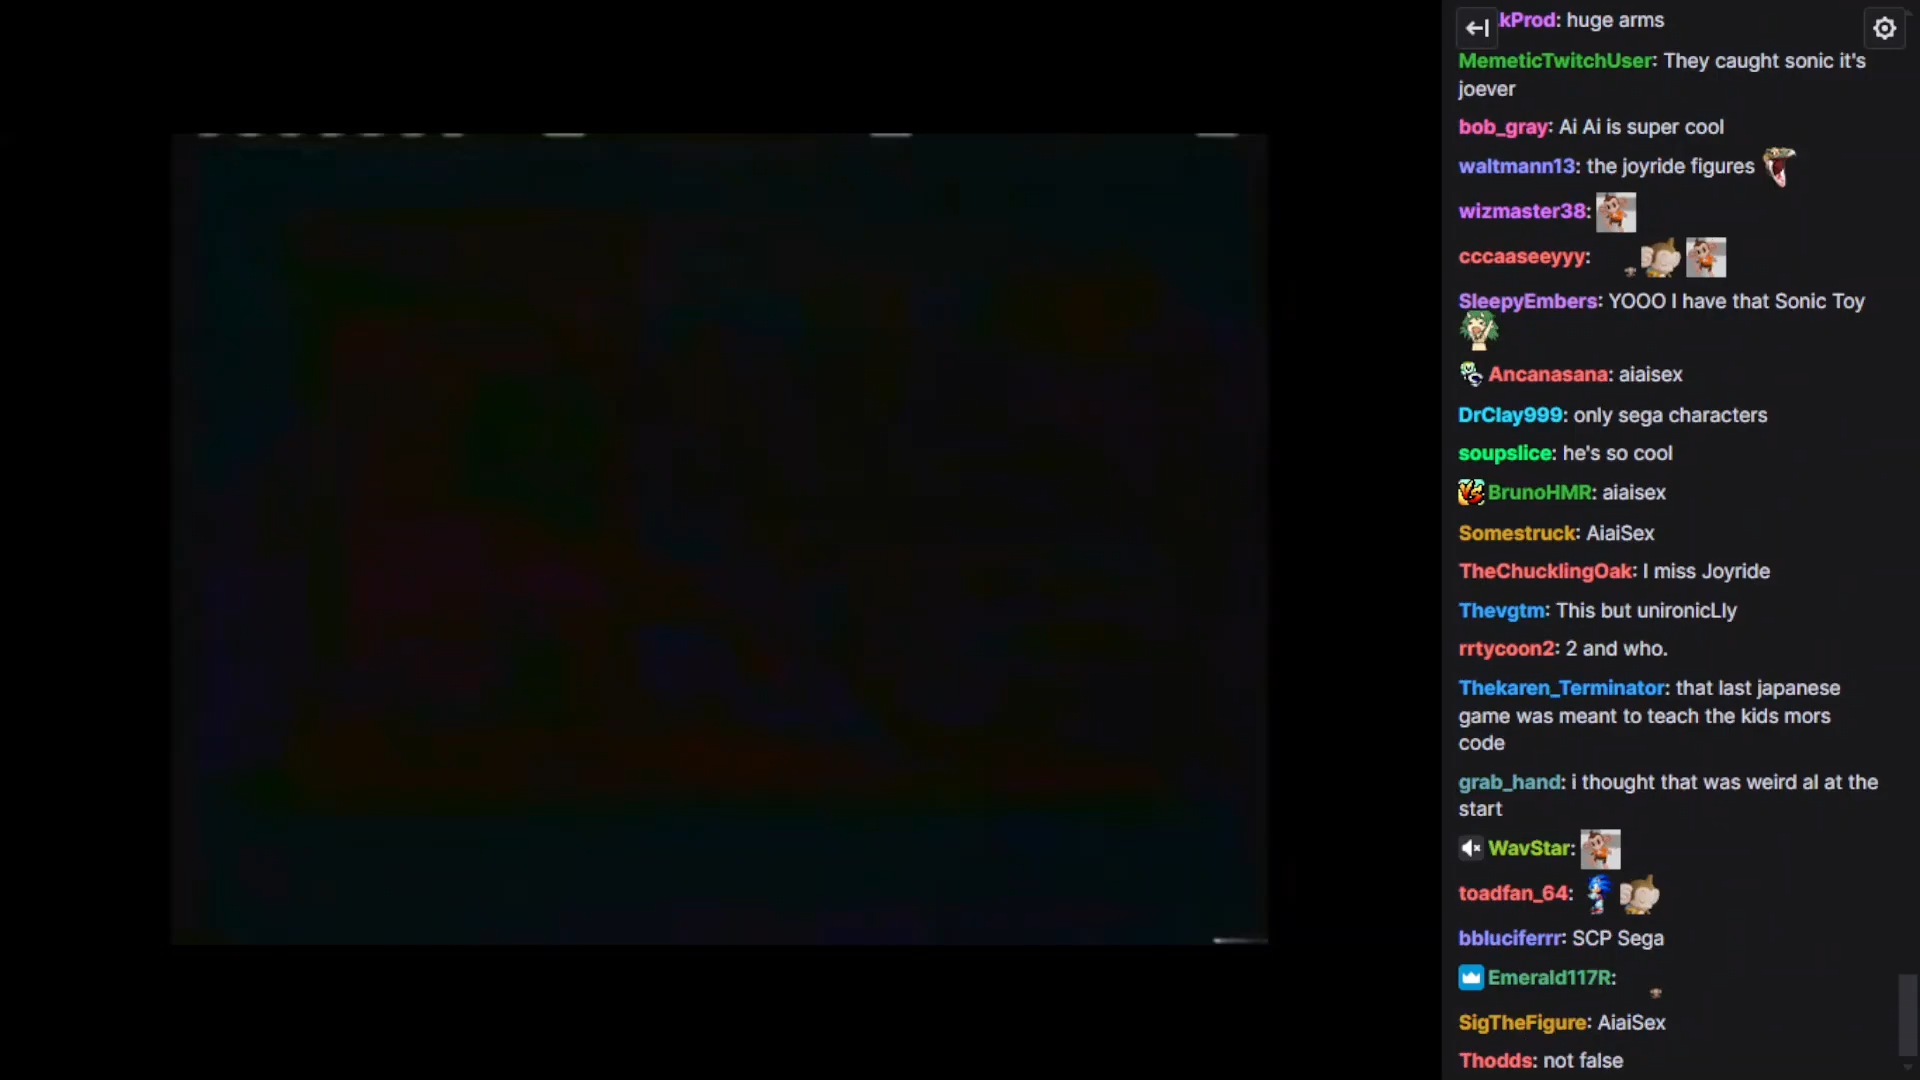 kProd: huge arms
MemeticTwitchUser: They caught sonic it's
joever
bob_gray: Ai Ai is super cool
waltmann13: the joyride figures
wizmaster38:
cccaaseeyyy:
SleepyEmbers: YOOO I have that Sonic Toy
Ancanasana: aiaisex
DrClay999: only sega characters
soupslice: he's so cool
BrunoHMR: aiaisex
Somestruck: AiaiSex
TheChucklingOak: I miss Joyride
Thevgtm: This but unironicLly
rrtycoon2: 2 and who.
Thekaren_Terminator: that last japanese
game was meant to teach the kids mors
code
grab_hand: i thought that was weird al at the
start
WavStar:
toadfan_64:
bbluciferrr: SCP Sega
Emerald117R:
SigTheFigure: AiaiSex
Thodds: not false